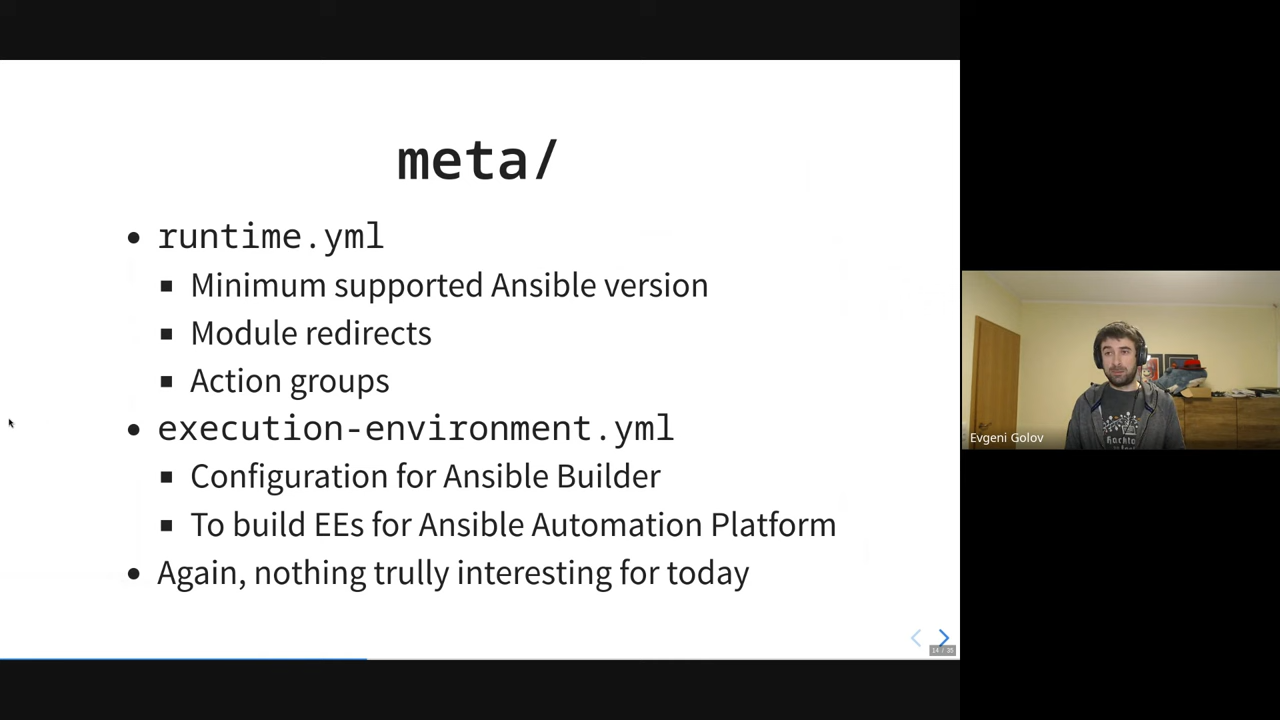 meta/
runtime.yml
Minimum supported Ansible version
Module redirects
Action groups
execution-environment.yml
Configuration for Ansible Builder
To build EEs for Ansible Automation Platform
Again, nothing trully interesting for today
Evgeni Golov